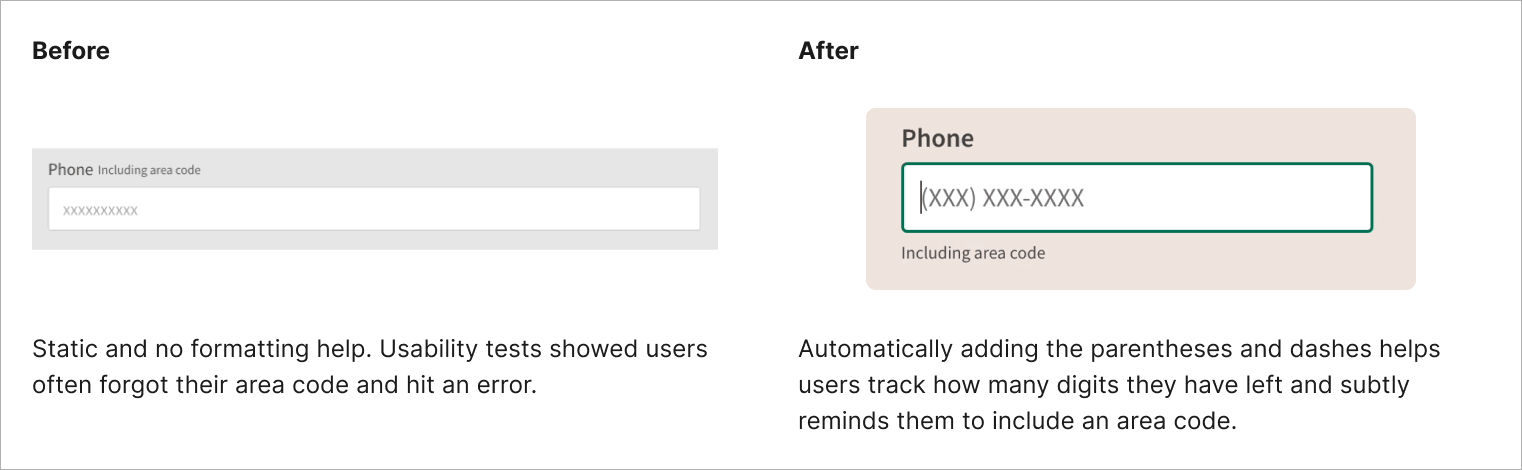 Before
Phone Including area code
xxxxxxxxxx
Static and no formatting help. Usability tests showed users
often forgot their area code and hit an error.
After
Phone
(XXX) XXX-XXXX
Including area code
Automatically adding the parentheses and dashes helps
users track how many digits they have left and subtly
reminds them to include an area code.